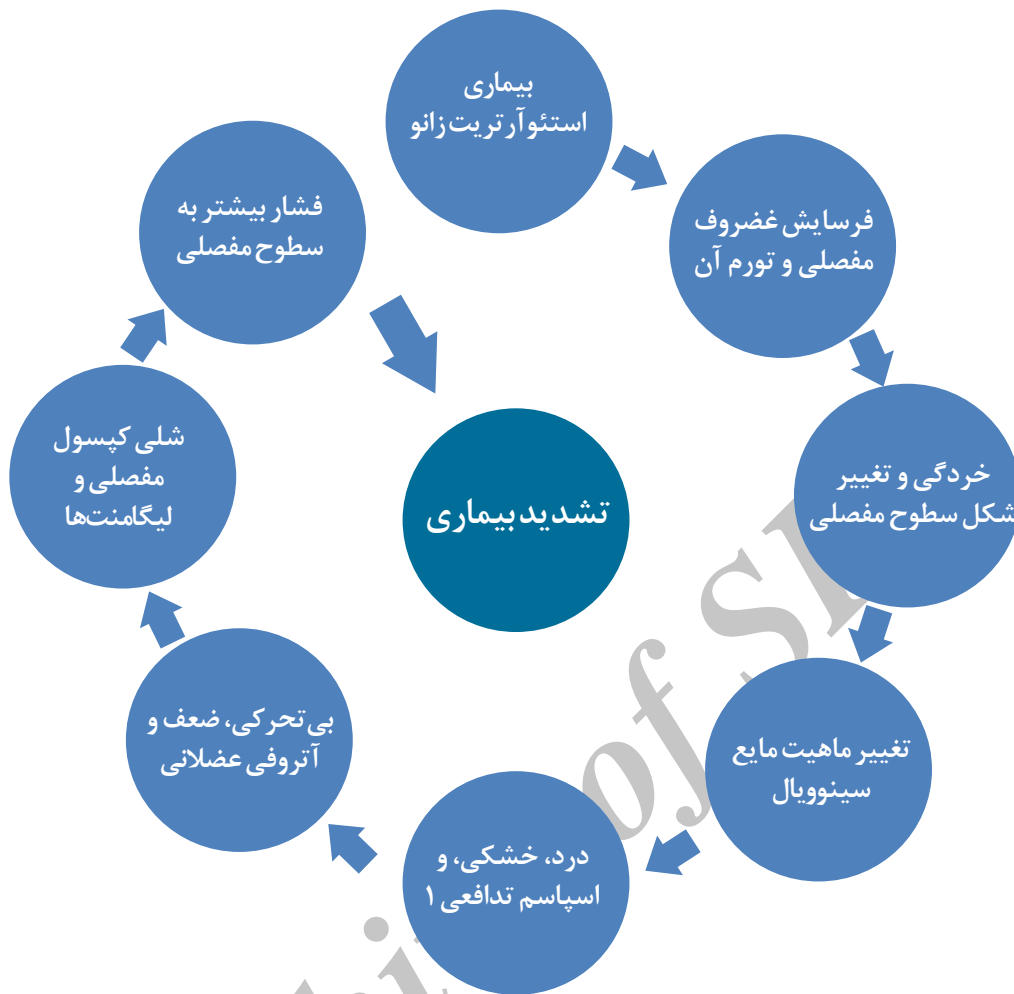 بیماری
استئوآرتریت زانو
فرسایش غضروف
مفصلی و تورم آن
خردگی و تغییر
شکل سطوح مفصلی
تغییر ماهیت مایع
سینوویال
درد، خشکی، و
اسپاسم تدافعی ۱
بی‌تحرکی، ضعف و
آتروفی عضلانی
شلی کپسول
مفصلی و
لیگامنت‌ها
فشار بیشتر به
سطوح مفصلی
تشدید بیماری
of